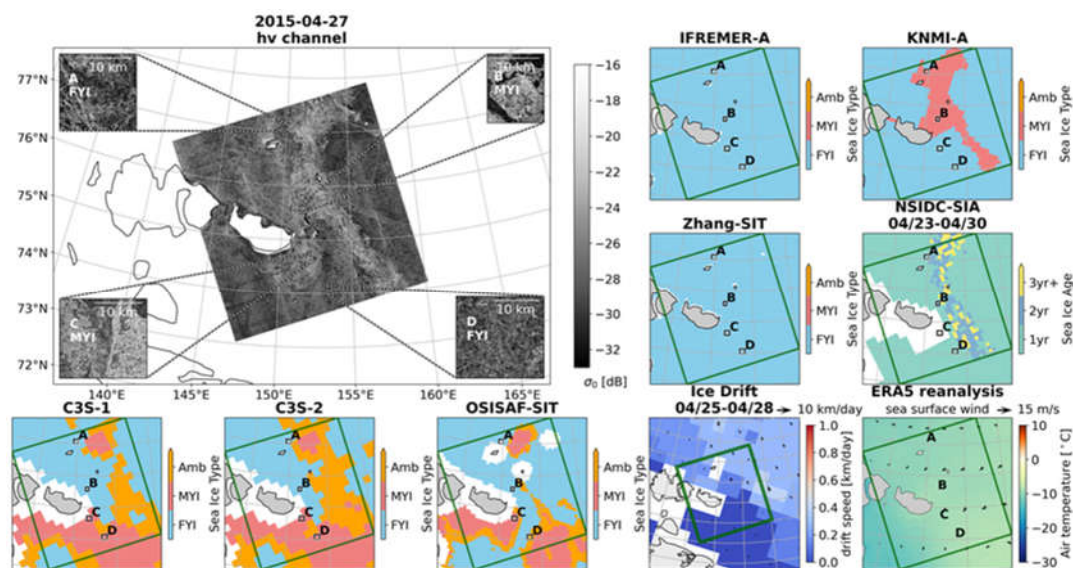 2015-04-27
hv channel
77°N
76°N
75°N
74°N
73°N
72°N
140°E
145°E
150°E
155°E
160°E
165°E
10 km
A
FYI
10 km
B
MYI
10 km
C
MYI
10 km
D
FYI
−16
−18
−20
−22
−24
−26
−28
−30
−32
σ0 [dB]
IFREMER-A
A
B
C
D
Amb
MYI
FYI
Sea Ice Type
KNMI-A
A
B
C
D
Amb
MYI
FYI
Sea Ice Type
Zhang-SIT
A
B
C
D
Amb
MYI
FYI
Sea Ice Type
NSIDC-SIA
04/23-04/30
A
B
C
D
3yr+
2yr
1yr
Sea Ice Age
C3S-1
A
B
C
D
Amb
MYI
FYI
Sea Ice Type
C3S-2
A
B
C
D
Amb
MYI
FYI
Sea Ice Type
OSISAF-SIT
A
B
C
D
Amb
MYI
FYI
Sea Ice Type
Ice Drift
04/25-04/28
10 km/day
1.0
0.8
0.6
0.4
0.2
0.0
drift speed [km/day]
ERA5 reanalysis
sea surface wind
15 m/s
A
B
C
D
10
0
−10
−20
−30
Air temperature [°C]